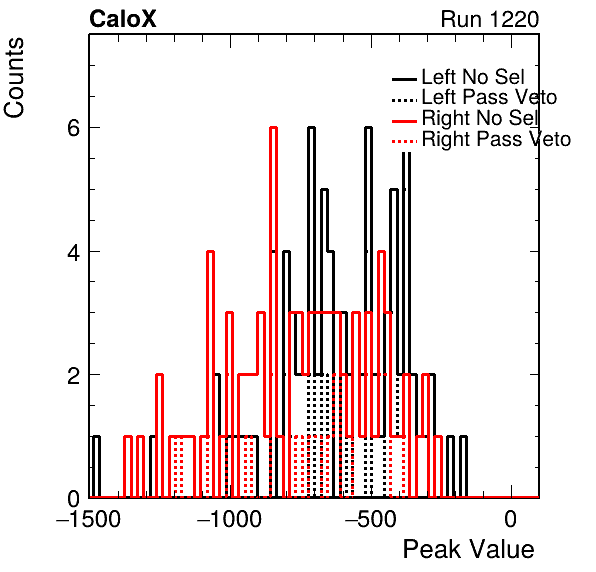 CaloX Run 1220
Counts
Left No Sel
Left Pass Veto
Right No Sel
Right Pass Veto
6
4
2
0
−1500 −1000 −500 0
Peak Value